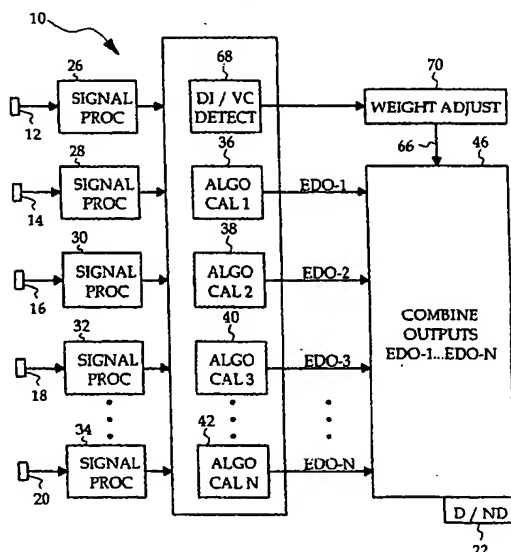 10
26
SIGNAL
PROC
12
68
DI / VC
DETECT
70
WEIGHT ADJUST
66
46
28
SIGNAL
PROC
14
36
ALGO
CAL 1
EDO-1
30
SIGNAL
PROC
16
38
ALGO
CAL 2
EDO-2
COMBINE
OUTPUTS
EDO-1...EDO-N
32
SIGNAL
PROC
18
40
ALGO
CAL 3
EDO-3
34
SIGNAL
PROC
20
42
ALGO
CAL N
EDO-N
D / ND
22